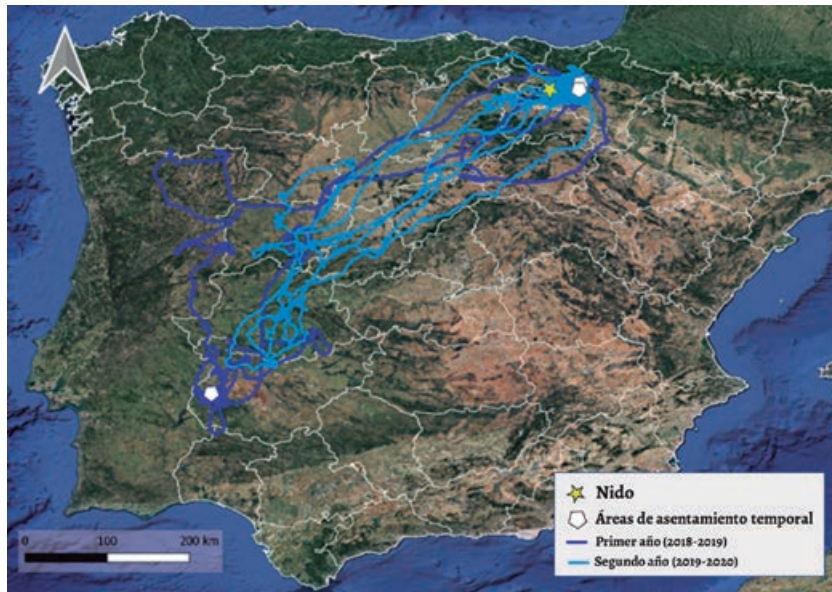 Nido
Áreas de asentamiento temporal
Primer año (2018-2019)
Segundo año (2019-2020)
0 100 200 km